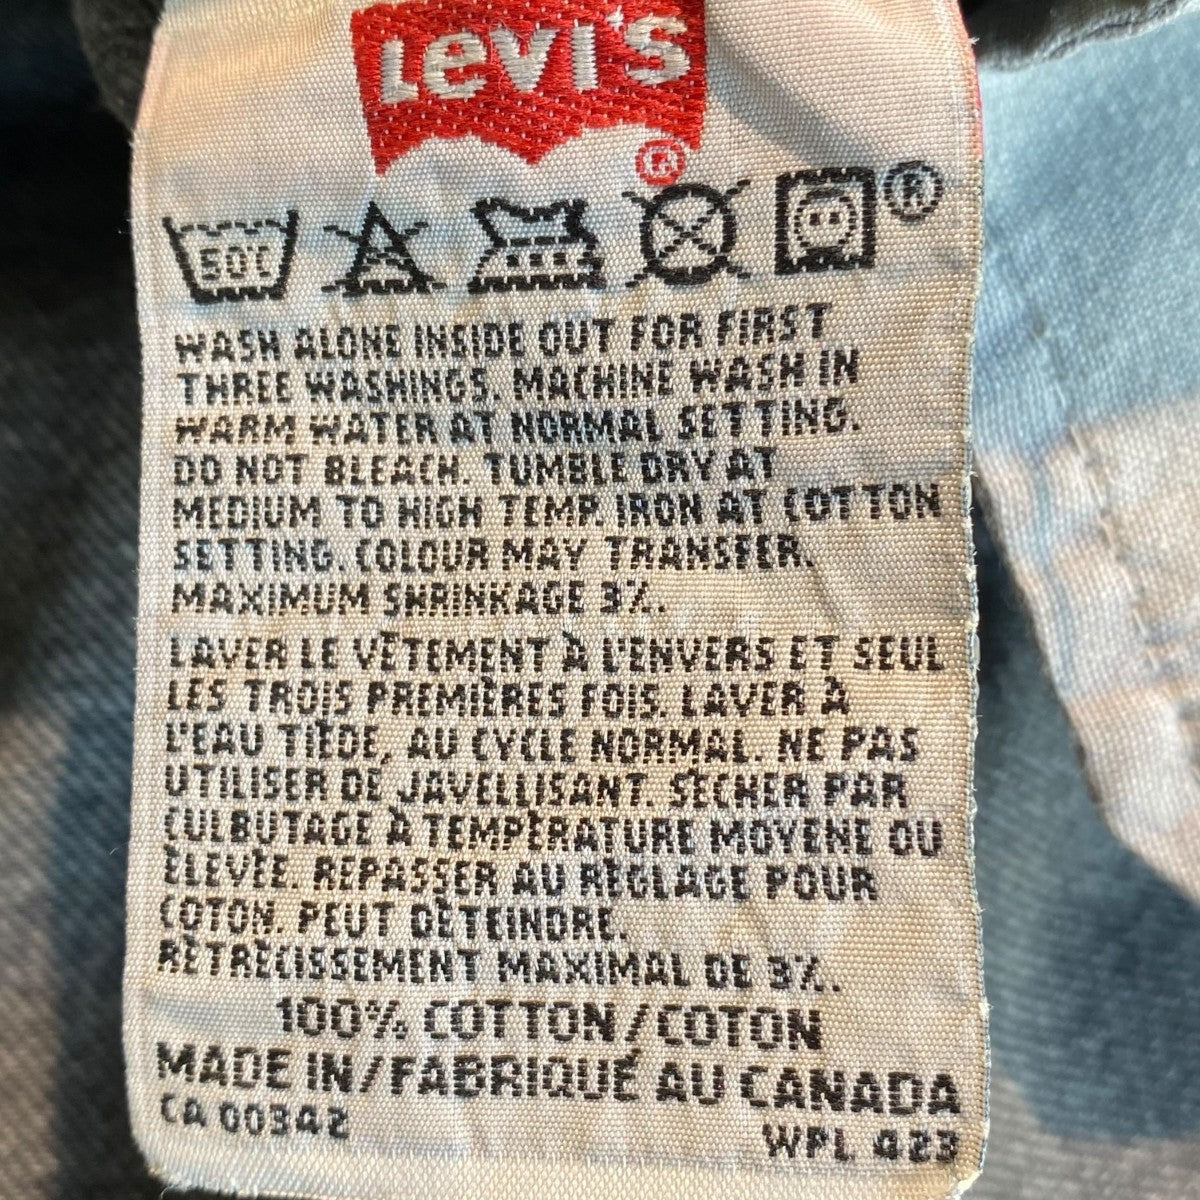 Levi's
®
50°C
®
WASH ALONE INSIDE OUT FOR FIRST
THREE WASHINGS. MACHINE WASH IN
WARM WATER AT NORMAL SETTING.
DO NOT BLEACH. TUMBLE DRY AT
MEDIUM TO HIGH TEMP. IRON AT COTTON
SETTING. COLOUR MAY TRANSFER.
MAXIMUM SHRINKAGE 3%.
LAVER LE VÊTEMENT À L'ENVERS ET SEUL
LES TROIS PREMIÈRES FOIS. LAVER À
L'EAU TIÈDE, AU CYCLE NORMAL. NE PAS
UTILISER DE JAVELLISANT. SÉCHER PAR
CULBUTAGE À TEMPÉRATURE MOYENE OU
ÉLEVÉE. REPASSER AU RÉGLAGE POUR
COTON. PEUT DÉTEINDRE.
RÉTRÉCISSEMENT MAXIMAL DE 3%.
100% COTTON/COTON
MADE IN/FABRIQUÉ AU CANADA
CA 00342
WPL 423